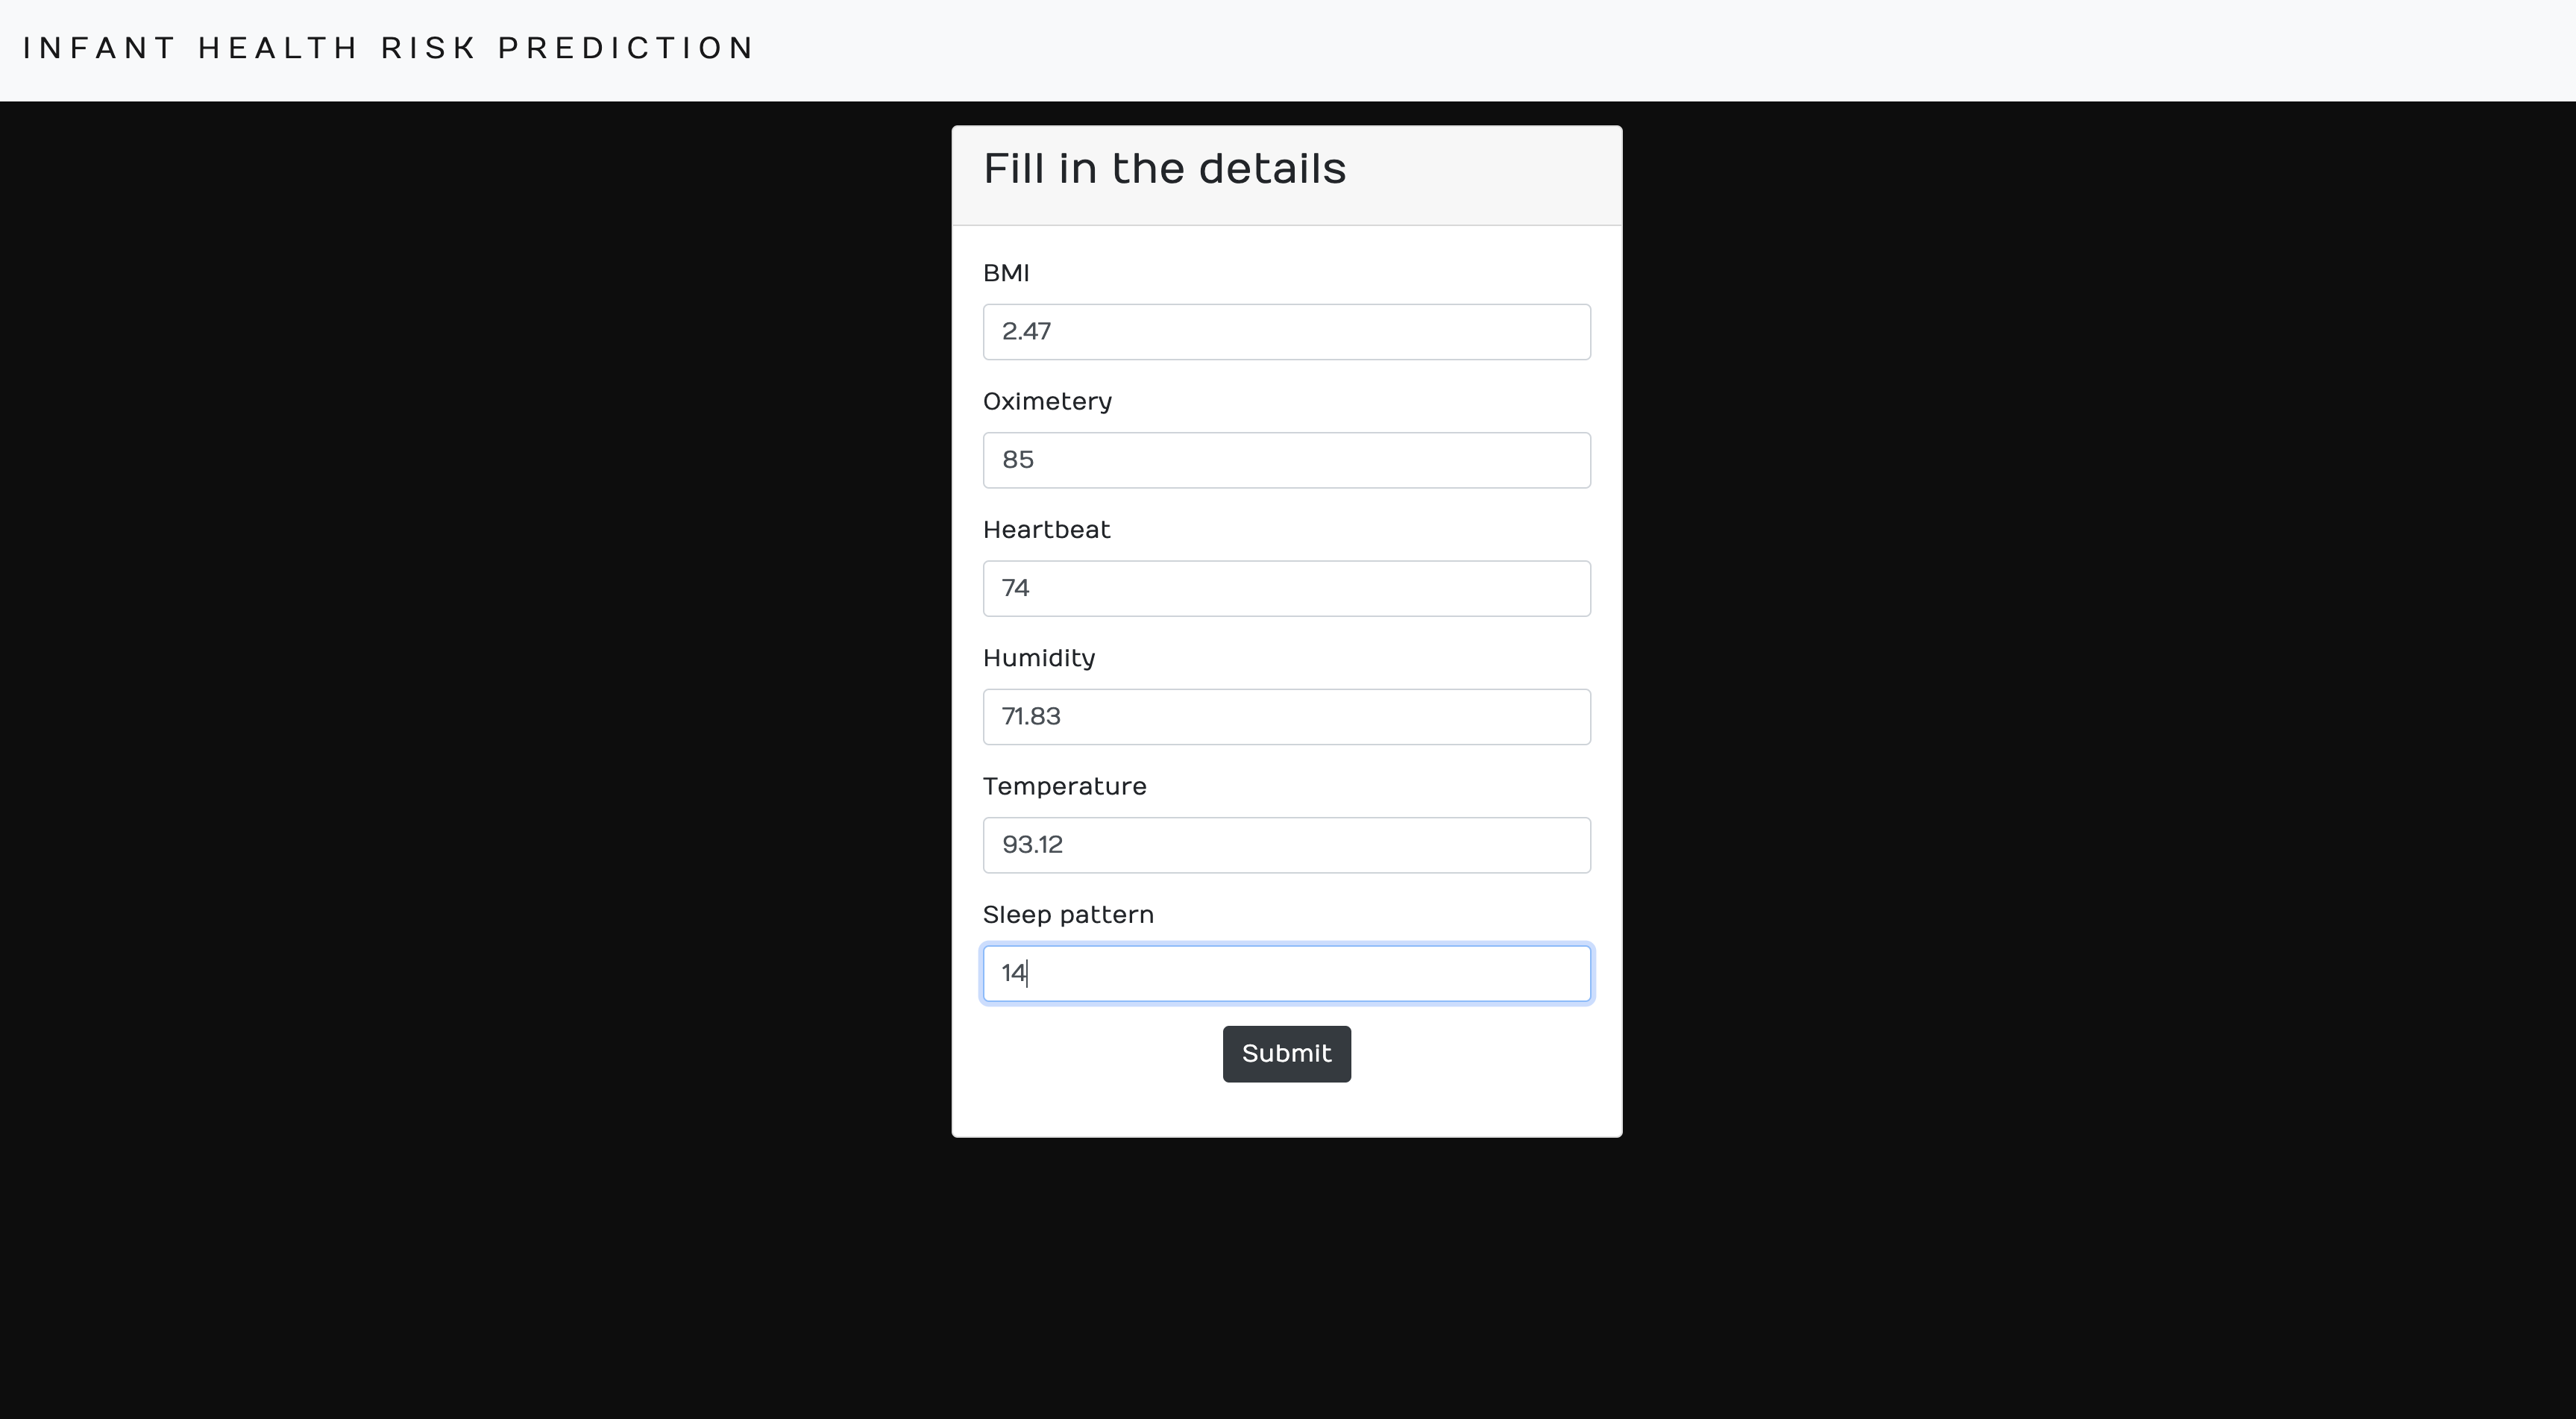 INFANT HEALTH RISK PREDICTION
Fill in the details
BMI
2.47
Oximetery
85
Heartbeat
74
Humidity
71.83
Temperature
93.12
Sleep pattern
14
Submit